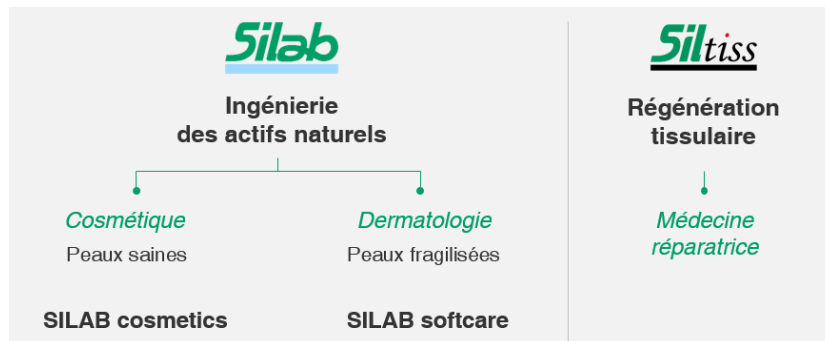 Silab
Ingénierie
des actifs naturels
Cosmétique
Peaux saines
SILAB cosmetics
Dermatologie
Peaux fragilisées
SILAB softcare
Siltiss
Régénération
tissulaire
Médecine
réparatrice